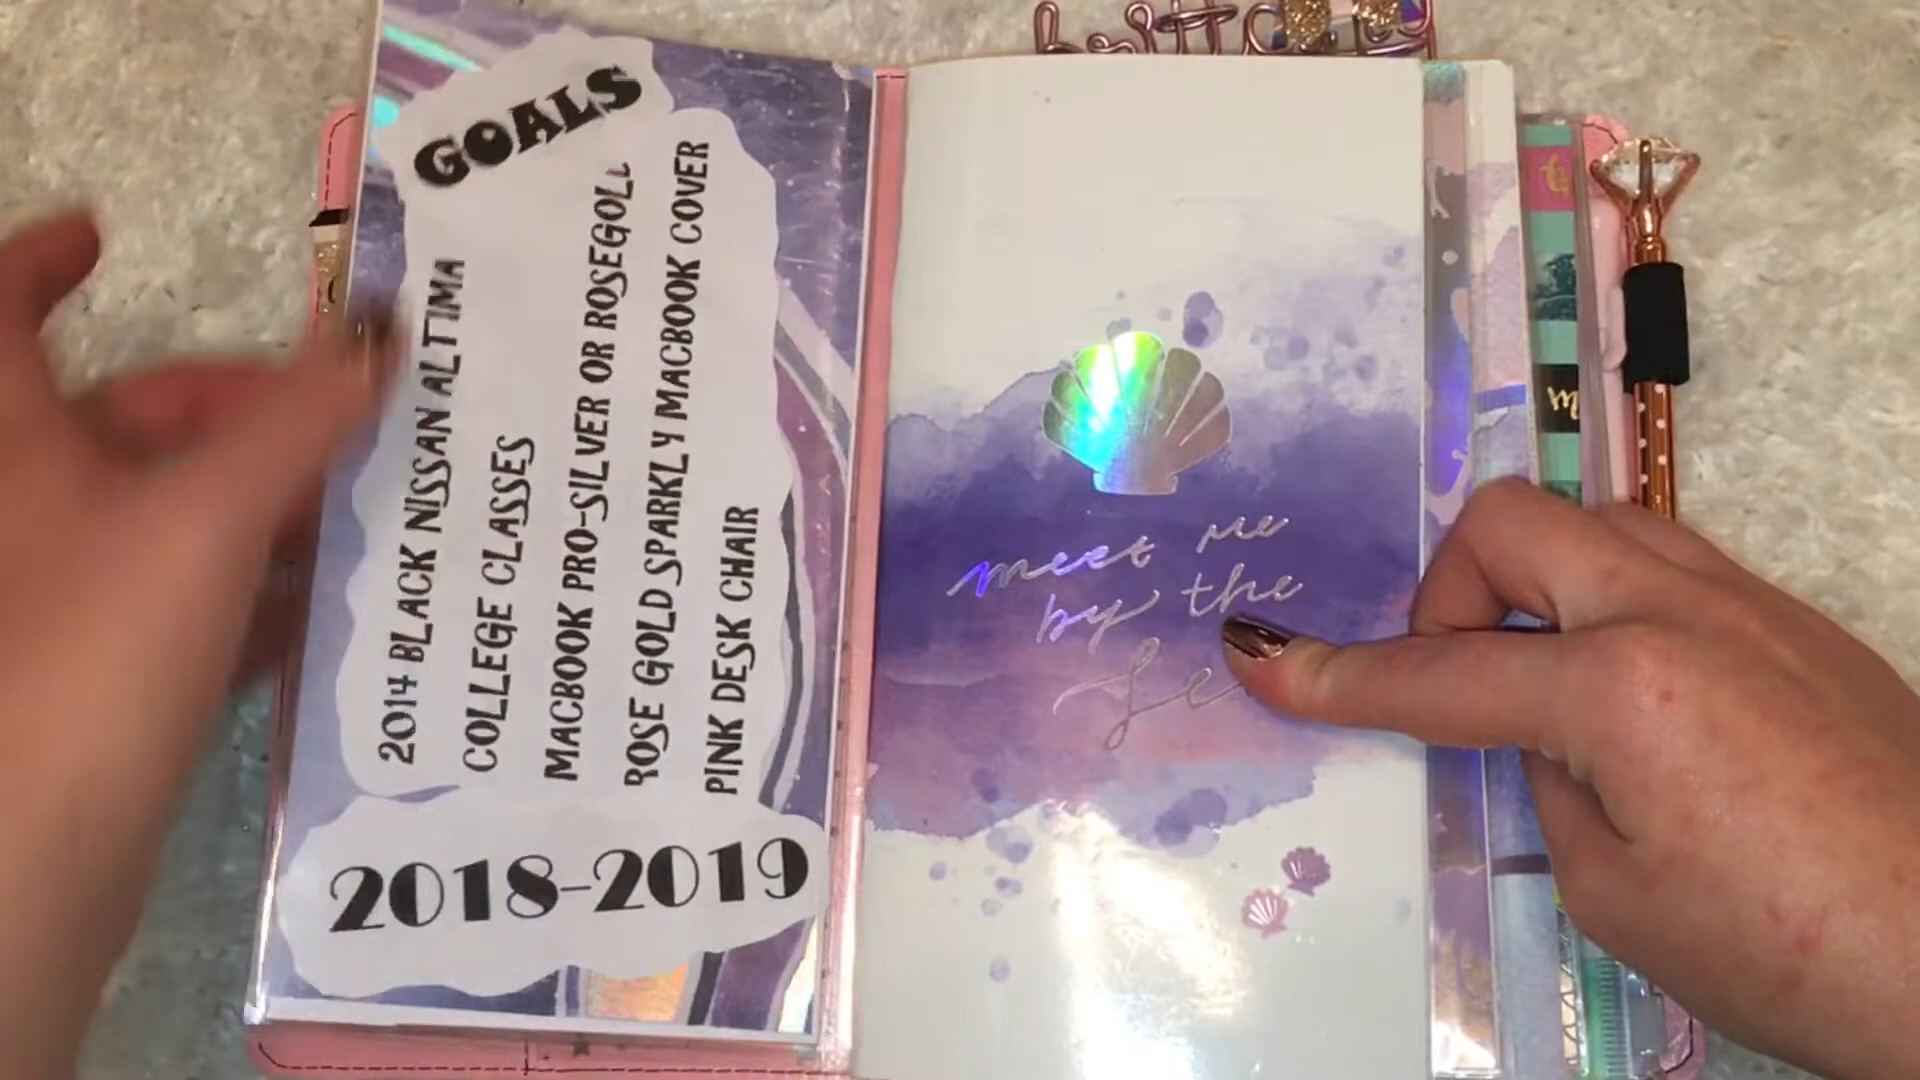 brittany
GOALS
2014 BLACK NISSAN ALTIMA
COLLEGE CLASSES
MACBOOK PRO-SILVER OR ROSEGOLD
ROSE GOLD SPARKLY MACBOOK COVER
PINK DESK CHAIR
2018-2019
meet me
by the